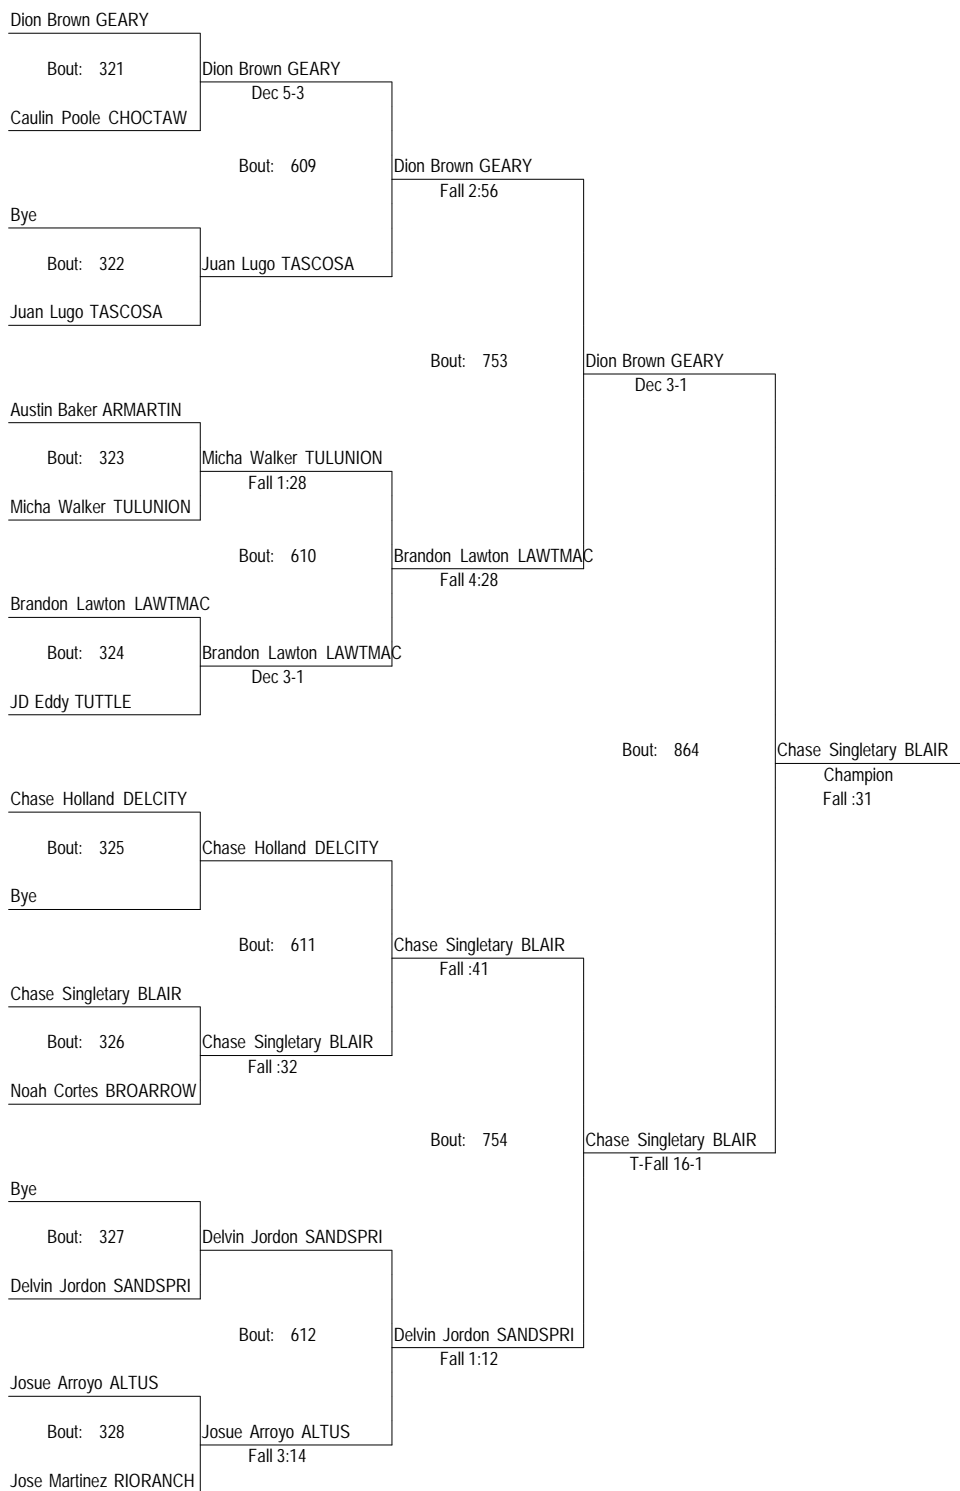 Dion Brown GEARY
Bout: 321
Dion Brown GEARY
Dec 5-3
Caulin Poole CHOCTAW
Bout: 609
Dion Brown GEARY
Fall 2:56
Bye
Bout: 322
Juan Lugo TASCOSA
Juan Lugo TASCOSA
Bout: 753
Dion Brown GEARY
Dec 3-1
Austin Baker ARMARTIN
Bout: 323
Micha Walker TULUNION
Fall 1:28
Micha Walker TULUNION
Bout: 610
Brandon Lawton LAWTMAC
Fall 4:28
Brandon Lawton LAWTMAC
Bout: 324
Brandon Lawton LAWTMAC
Dec 3-1
JD Eddy TUTTLE
Bout: 864
Chase Singletary BLAIR
Champion
Fall :31
Chase Holland DELCITY
Bout: 325
Chase Holland DELCITY
Bye
Bout: 611
Chase Singletary BLAIR
Fall :41
Chase Singletary BLAIR
Bout: 326
Chase Singletary BLAIR
Fall :32
Noah Cortes BROARROW
Bout: 754
Chase Singletary BLAIR
T-Fall 16-1
Bye
Bout: 327
Delvin Jordon SANDSPRI
Delvin Jordon SANDSPRI
Bout: 612
Delvin Jordon SANDSPRI
Fall 1:12
Josue Arroyo ALTUS
Bout: 328
Josue Arroyo ALTUS
Fall 3:14
Jose Martinez RIORANCH